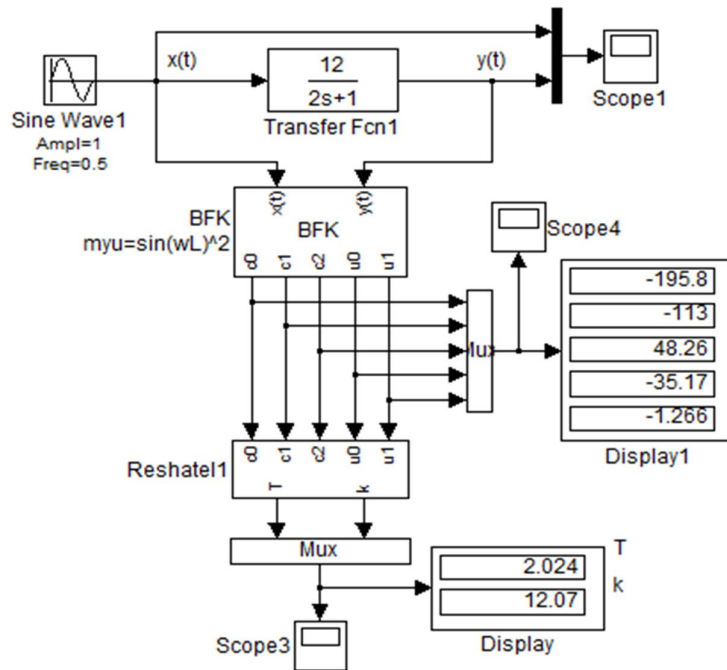 x(t)
12
2s+1
y(t)
Sine Wave1
Ampl=1
Freq=0.5
Transfer Fcn1
Scope1
x(t)
y(t)
BFK
BFK
myu=sin(wL)^2
c0
c1
c2
u0
u1
Scope4
Mux
-195.8
-113
48.26
-35.17
-1.266
Display1
c0
c1
c2
u0
u1
Reshatel1
T
k
Mux
2.024
12.07
T
k
Display
Scope3